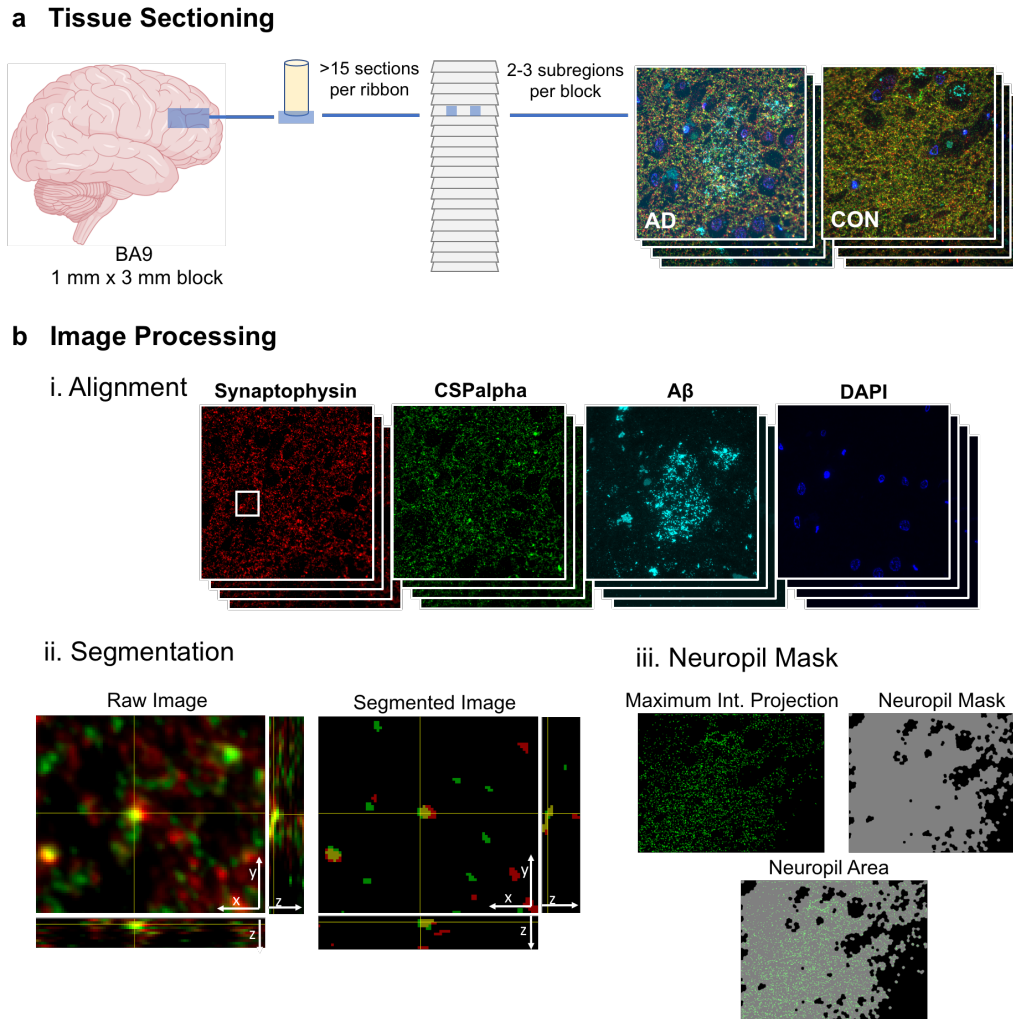 a Tissue Sectioning
>15 sections
per ribbon
2-3 subregions
per block
AD
CON
BA9
1 mm x 3 mm block
b Image Processing
i. Alignment
Synaptophysin
CSPalpha
Aβ
DAPI
ii. Segmentation
Raw Image
Segmented Image
y
x
z
z
y
x
z
z
iii. Neuropil Mask
Maximum Int. Projection
Neuropil Mask
Neuropil Area